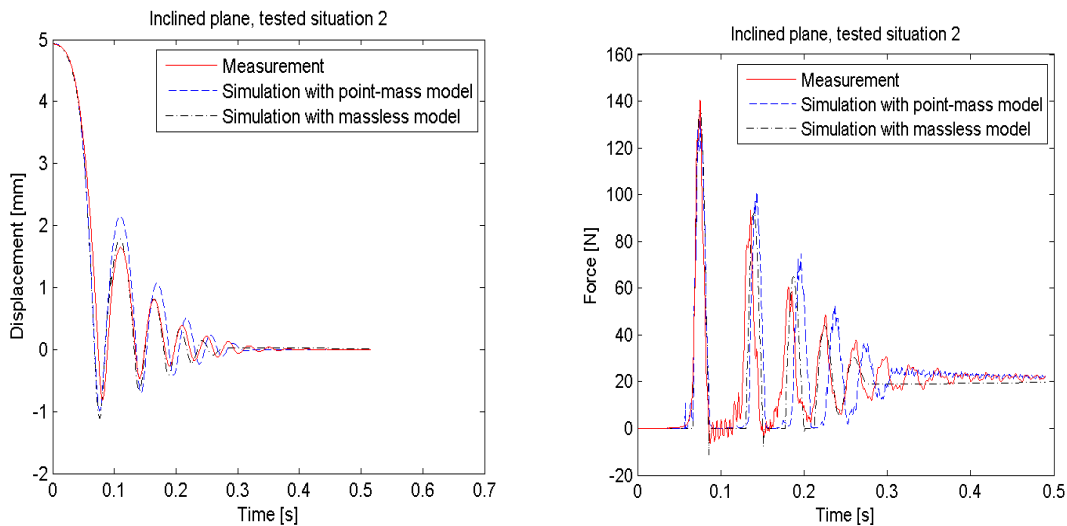 Inclined plane, tested situation 2
5
4
3
2
1
0
-1
-2
Displacement [mm]
Measurement
Simulation with point-mass model
Simulation with massless model
0 0.1 0.2 0.3 0.4 0.5 0.6 0.7
Time [s]
Inclined plane, tested situation 2
160
140
120
100
80
60
40
20
0
-20
Force [N]
Measurement
Simulation with point-mass model
Simulation with massless model
0 0.1 0.2 0.3 0.4 0.5
Time [s]